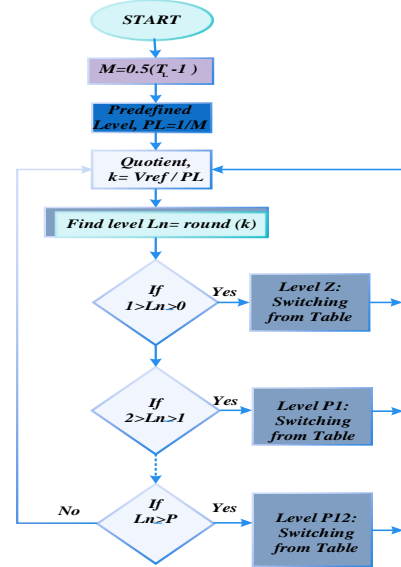 START
M=0.5(T_L -1 )
Predefined
Level, PL=1/M
Quotient,
k= Vref / PL
Find level Ln= round (k)
If
1>Ln>0
Yes
Level Z:
Switching
from Table
If
2>Ln>1
Yes
Level P1:
Switching
from Table
No
If
Ln≥P
Yes
Level P12:
Switching
from Table